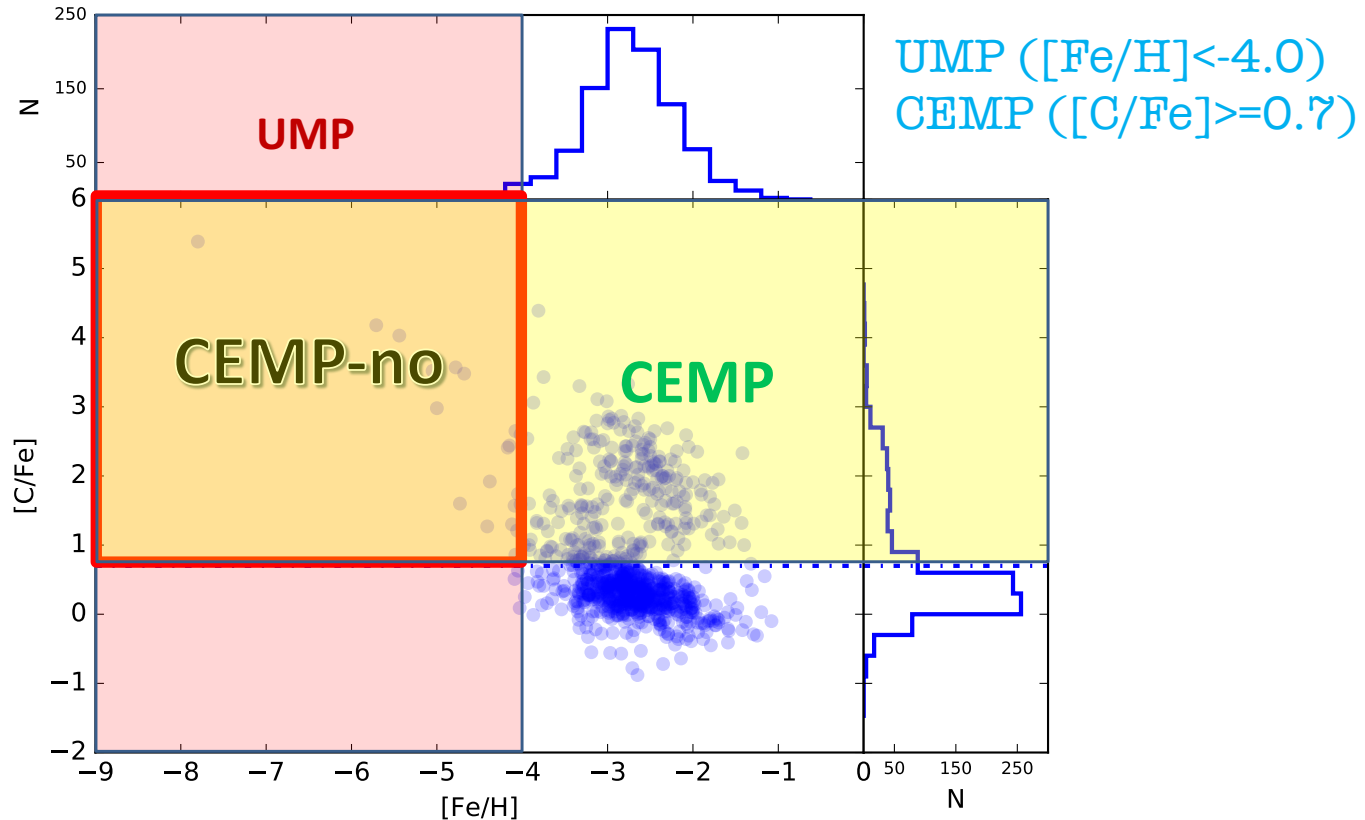 250
150
50
N
UMP
UMP ([Fe/H]<-4.0)
CEMP ([C/Fe]>=0.7)
6
5
4
3
2
1
0
−1
−2
[C/Fe]
CEMP-no
CEMP
−9 −8 −7 −6 −5 −4 −3 −2 −1 0 50 150 250
[Fe/H]
N